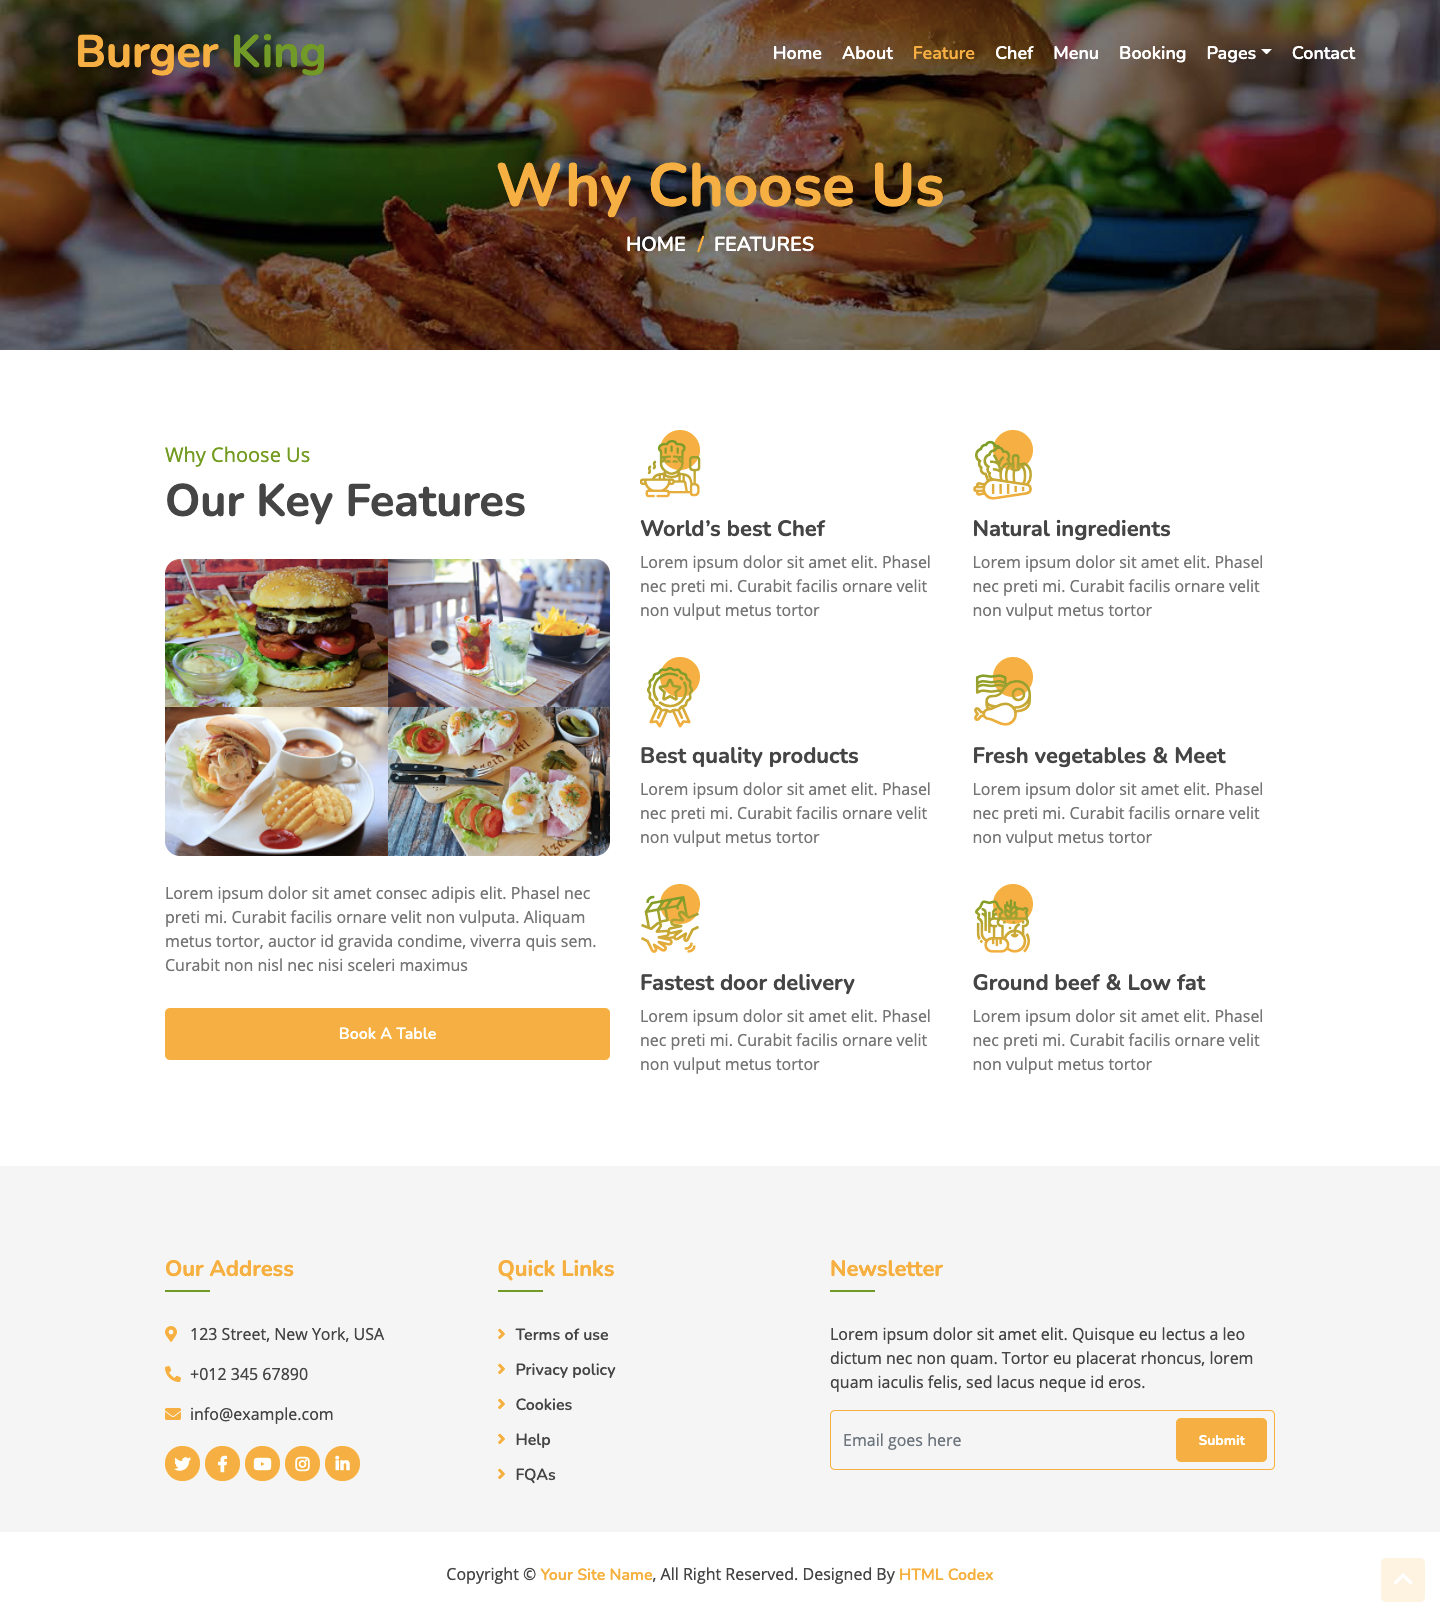 Burger King
Home About Feature Chef Menu Booking Pages Contact
Why Choose Us
HOME / FEATURES
Why Choose Us
Our Key Features
Lorem ipsum dolor sit amet consec adipis elit. Phasel nec
preti mi. Curabit facilis ornare velit non vulputa. Aliquam
metus tortor, auctor id gravida condime, viverra quis sem.
Curabit non nisl nec nisi sceleri maximus
Book A Table
World's best Chef
Lorem ipsum dolor sit amet elit. Phasel
nec preti mi. Curabit facilis ornare velit
non vulput metus tortor
Natural ingredients
Lorem ipsum dolor sit amet elit. Phasel
nec preti mi. Curabit facilis ornare velit
non vulput metus tortor
Best quality products
Lorem ipsum dolor sit amet elit. Phasel
nec preti mi. Curabit facilis ornare velit
non vulput metus tortor
Fresh vegetables & Meet
Lorem ipsum dolor sit amet elit. Phasel
nec preti mi. Curabit facilis ornare velit
non vulput metus tortor
Fastest door delivery
Lorem ipsum dolor sit amet elit. Phasel
nec preti mi. Curabit facilis ornare velit
non vulput metus tortor
Ground beef & Low fat
Lorem ipsum dolor sit amet elit. Phasel
nec preti mi. Curabit facilis ornare velit
non vulput metus tortor
Our Address
123 Street, New York, USA
+012 345 67890
info@example.com
Quick Links
Terms of use
Privacy policy
Cookies
Help
FQAs
Newsletter
Lorem ipsum dolor sit amet elit. Quisque eu lectus a leo
dictum nec non quam. Tortor eu placerat rhoncus, lorem
quam iaculis felis, sed lacus neque id eros.
Email goes here
Submit
Copyright © Your Site Name, All Right Reserved. Designed By HTML Codex